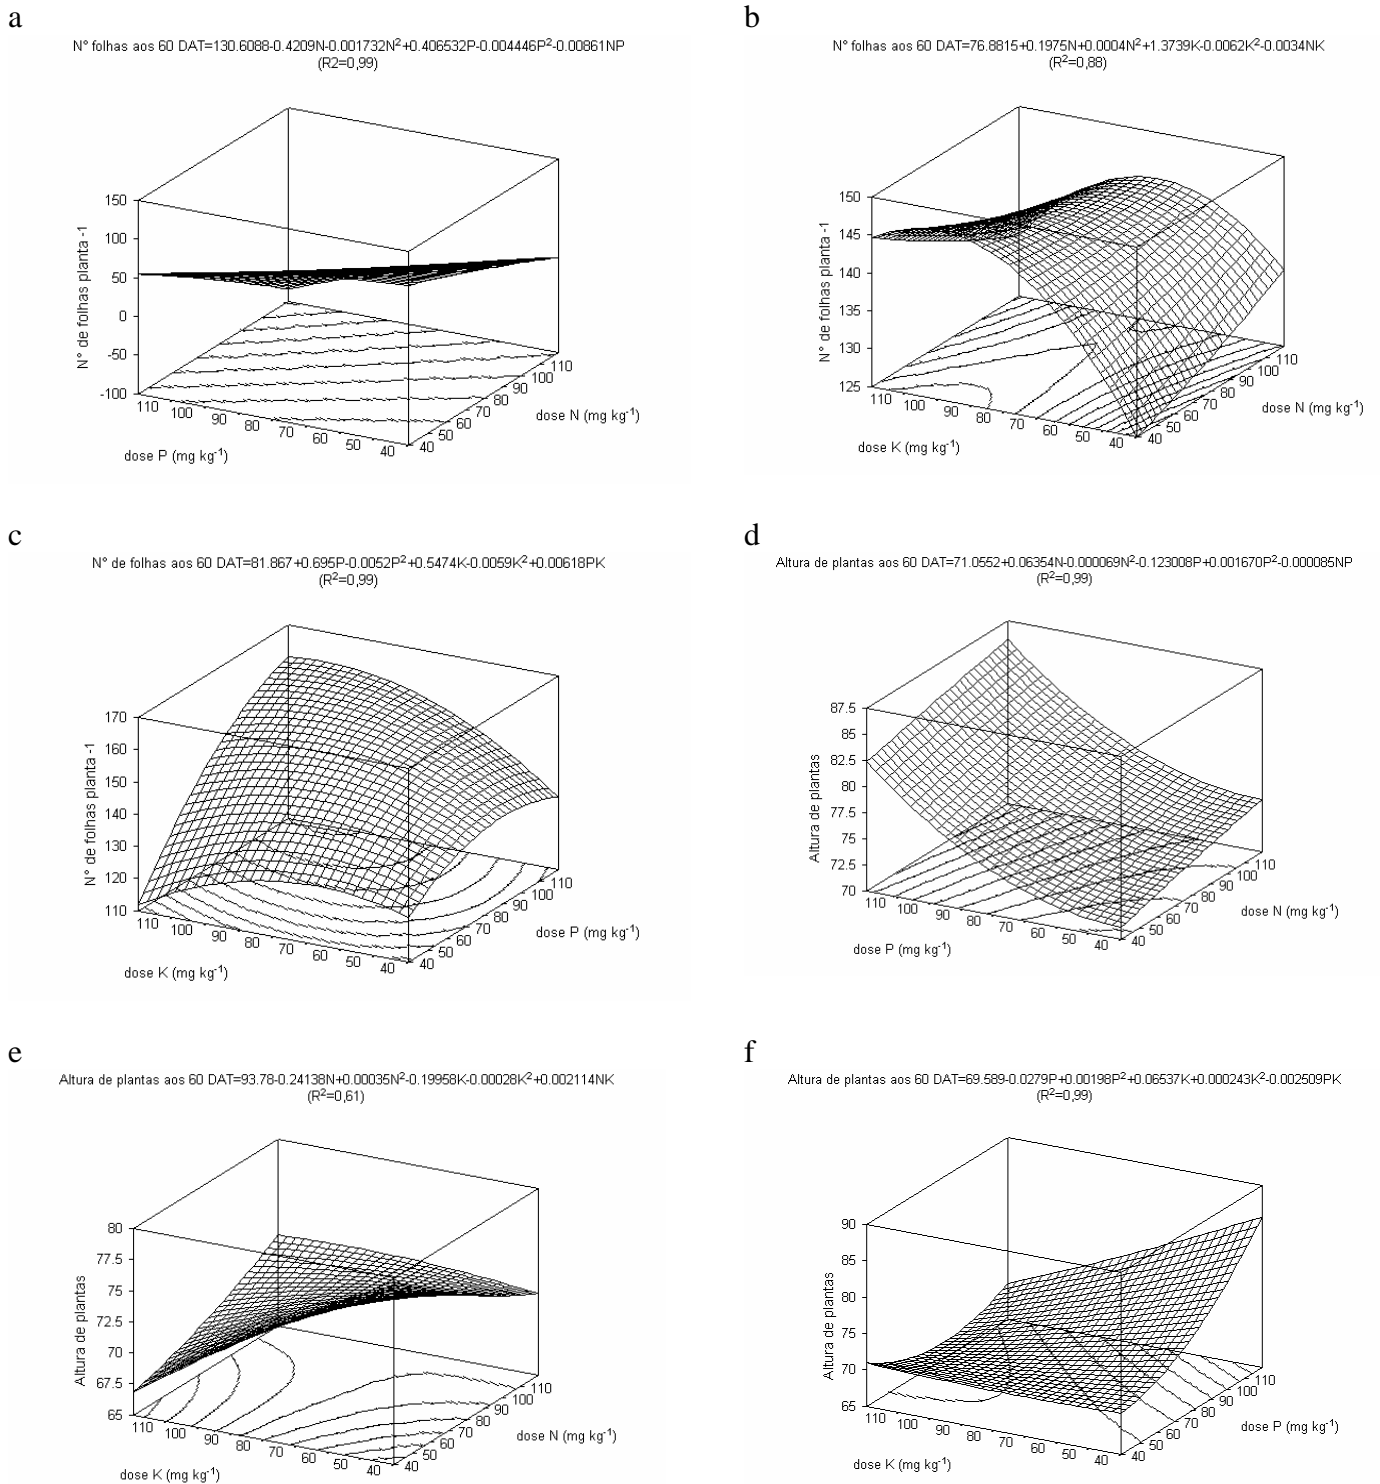 a
N° folhas aos 60 DAT=130.6088-0.4209N-0.001732N²+0.406532P-0.004446P²-0.00861NP
(R2=0,99)
150
100
50
0
-50
-100
N° de folhas planta -1
110 100 90 80 70 60 50 40
dose P (mg kg⁻¹)
40 50 60 70 80 90 100 110
dose N (mg kg⁻¹)
b
N° folhas aos 60 DAT=76.8815+0.1975N+0.0004N²+1.3739K-0.0062K²-0.0034NK
(R²=0,88)
150
145
140
135
130
125
N° de folhas planta -1
110 100 90 80 70 60 50 40
dose K (mg kg⁻¹)
40 50 60 70 80 90 100 110
dose N (mg kg⁻¹)
c
N° de folhas aos 60 DAT=81.867+0.695P-0.0052P²+0.5474K-0.0059K²+0.00618PK
(R²=0,99)
170
160
150
140
130
120
110
N° de folhas planta -1
110 100 90 80 70 60 50 40
dose K (mg kg⁻¹)
40 50 60 70 80 90 100 110
dose P (mg kg⁻¹)
d
Altura de plantas aos 60 DAT=71.0552+0.06354N-0.000069N²-0.123008P+0.001670P²-0.000085NP
(R²=0,99)
87.5
85
82.5
80
77.5
75
72.5
70
Altura de plantas
110 100 90 80 70 60 50 40
dose P (mg kg⁻¹)
40 50 60 70 80 90 100 110
dose N (mg kg⁻¹)
e
Altura de plantas aos 60 DAT=93.78-0.24138N+0.00035N²-0.19958K-0.00028K²+0.002114NK
(R²=0,61)
80
77.5
75
72.5
70
67.5
65
Altura de plantas
110 100 90 80 70 60 50 40
dose K (mg kg⁻¹)
40 50 60 70 80 90 100 110
dose N (mg kg⁻¹)
f
Altura de plantas aos 60 DAT=69.589-0.0279P+0.00198P²+0.06537K+0.000243K²-0.002509PK
(R²=0,99)
90
85
80
75
70
65
Altura de plantas
110 100 90 80 70 60 50 40
dose K (mg kg⁻¹)
40 50 60 70 80 90 100 110
dose P (mg kg⁻¹)